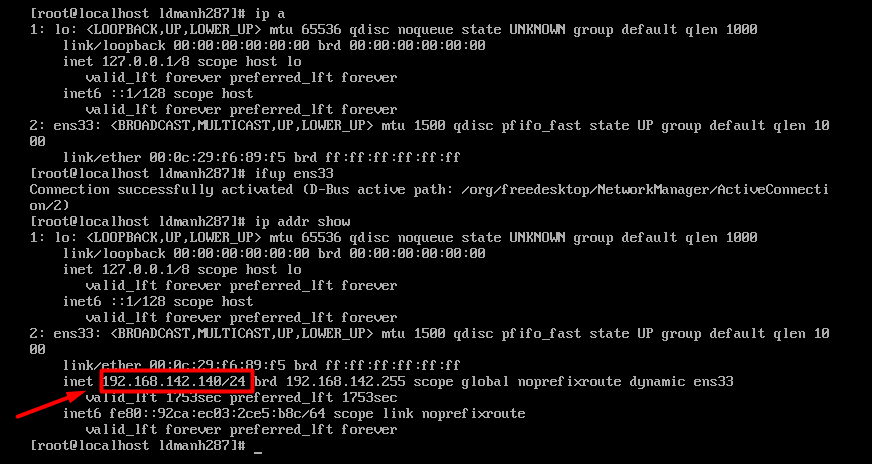 [root@localhost ldmanh287]# ip a
1: lo: <LOOPBACK,UP,LOWER_UP> mtu 65536 qdisc noqueue state UNKNOWN group default qlen 1000
    link/loopback 00:00:00:00:00:00 brd 00:00:00:00:00:00
    inet 127.0.0.1/8 scope host lo
       valid_lft forever preferred_lft forever
    inet6 ::1/128 scope host
       valid_lft forever preferred_lft forever
2: ens33: <BROADCAST,MULTICAST,UP,LOWER_UP> mtu 1500 qdisc pfifo_fast state UP group default qlen 10
00
    link/ether 00:0c:29:f6:89:f5 brd ff:ff:ff:ff:ff:ff
[root@localhost ldmanh287]# ifup ens33
Connection successfully activated (D-Bus active path: /org/freedesktop/NetworkManager/ActiveConnecti
on/2)
[root@localhost ldmanh287]# ip addr show
1: lo: <LOOPBACK,UP,LOWER_UP> mtu 65536 qdisc noqueue state UNKNOWN group default qlen 1000
    link/loopback 00:00:00:00:00:00 brd 00:00:00:00:00:00
    inet 127.0.0.1/8 scope host lo
       valid_lft forever preferred_lft forever
    inet6 ::1/128 scope host
       valid_lft forever preferred_lft forever
2: ens33: <BROADCAST,MULTICAST,UP,LOWER_UP> mtu 1500 qdisc pfifo_fast state UP group default qlen 10
00
    link/ether 00:0c:29:f6:89:f5 brd ff:ff:ff:ff:ff:ff
    inet 192.168.142.140/24 brd 192.168.142.255 scope global noprefixroute dynamic ens33
       valid_lft 1753sec preferred_lft 1753sec
    inet6 fe80::92ca:ec03:2ce5:b8c/64 scope link noprefixroute
       valid_lft forever preferred_lft forever
[root@localhost ldmanh287]# _